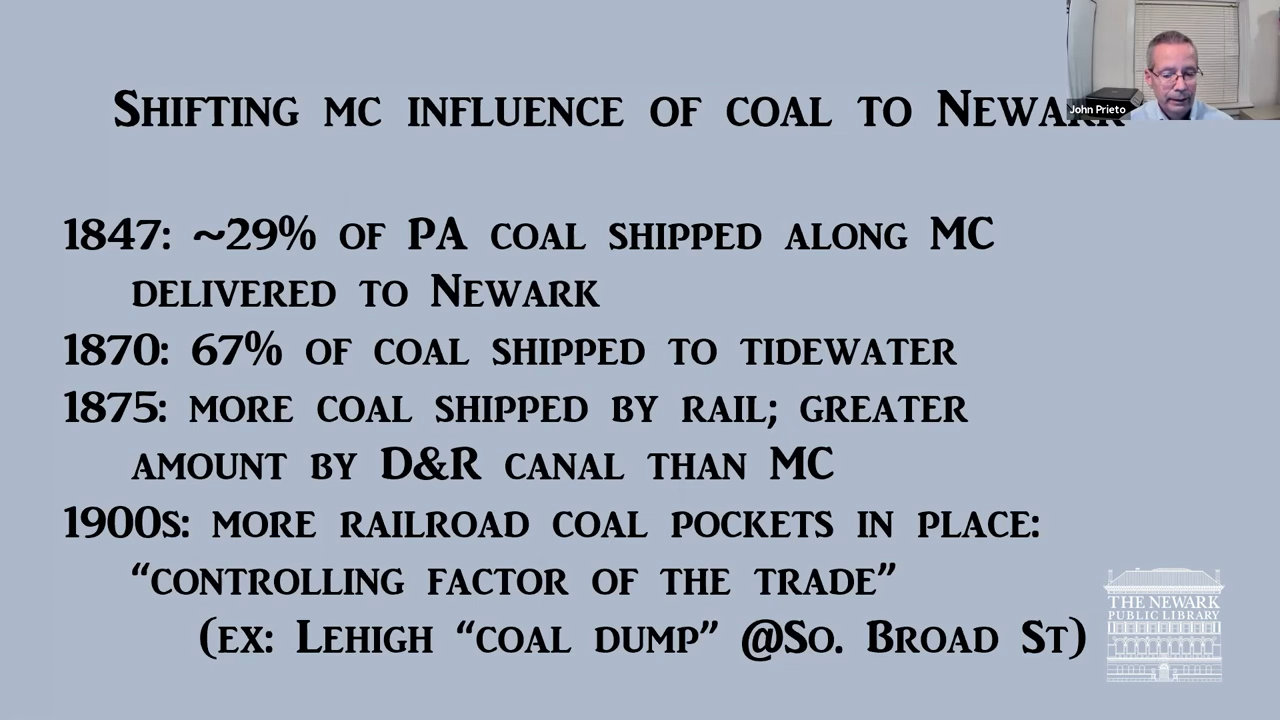 Shifting MC influence of coal to Newark
John Prieto
1847: ~29% of PA coal shipped along MC
delivered to Newark
1870: 67% of coal shipped to tidewater
1875: more coal shipped by rail; greater
amount by D&R canal than MC
1900s: more railroad coal pockets in place:
“controlling factor of the trade”
(ex: Lehigh “coal dump” @So. Broad St)
THE NEWARK
PUBLIC LIBRARY